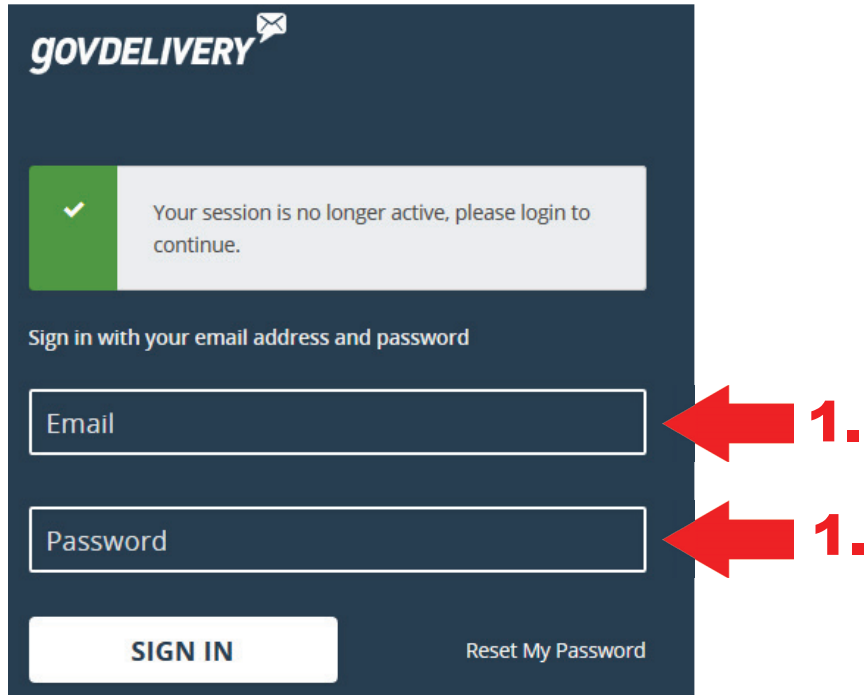 govDELIVERY
Your session is no longer active, please login to
continue.
Sign in with your email address and password
Email
1.
Password
1.
SIGN IN
Reset My Password